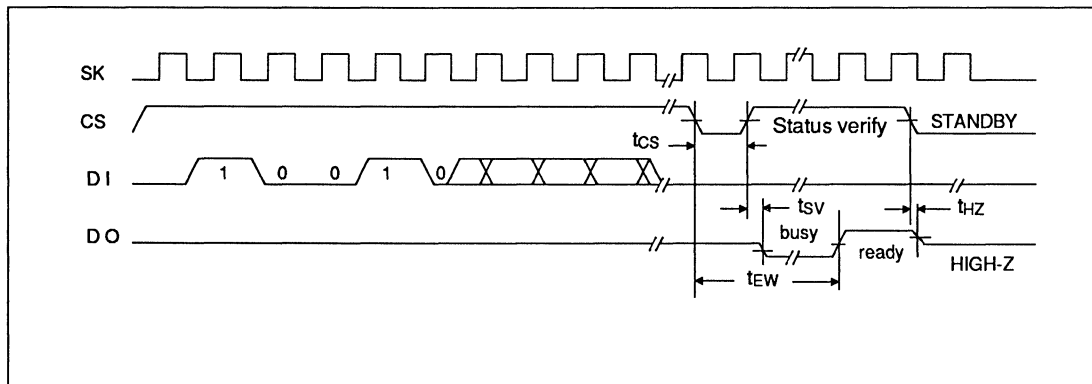 SK
CS
Status verify
STANDBY
tCS
DI
1 0 0 1 0
tSV
tHZ
DO
busy
ready
HIGH-Z
tEW